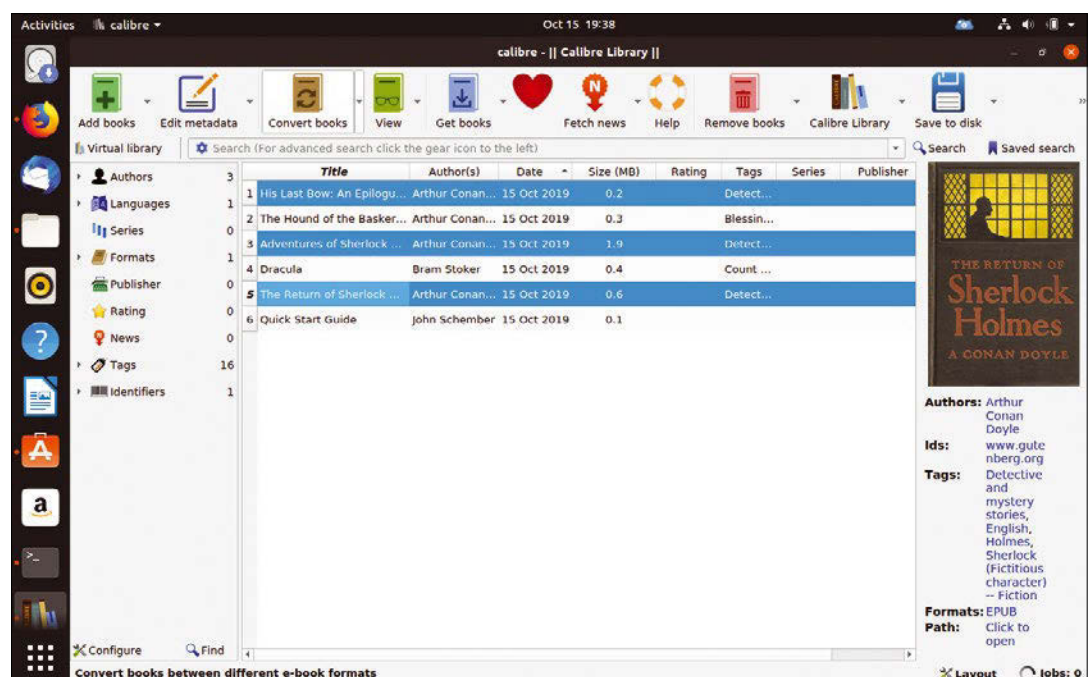 Activities calibre Oct 15 19:38
calibre - || Calibre Library ||
Add books Edit metadata Convert books View Get books Fetch news Help Remove books Calibre Library Save to disk
Virtual library Search (For advanced search click the gear icon to the left) Search Saved search
Authors 3
Languages 1
Series 0
Formats 1
Publisher 0
Rating 0
News 0
Tags 16
Identifiers 1
Configure Find
Title Author(s) Date Size (MB) Rating Tags Series Publisher
1 His Last Bow: An Epilogu... Arthur Conan... 15 Oct 2019 0.2 Detect...
2 The Hound of the Basker... Arthur Conan... 15 Oct 2019 0.3 Blessin...
3 Adventures of Sherlock ... Arthur Conan... 15 Oct 2019 1.9 Detect...
4 Dracula Bram Stoker 15 Oct 2019 0.4 Count ...
5 The Return of Sherlock ... Arthur Conan... 15 Oct 2019 0.6 Detect...
6 Quick Start Guide John Schember 15 Oct 2019 0.1
THE RETURN OF
Sherlock
Holmes
A CONAN DOYLE
Authors: Arthur
Conan
Doyle
Ids: www.gute
nberg.org
Tags: Detective
and
mystery
stories,
English,
Holmes,
Sherlock
(Fictitious
character)
-- Fiction
Formats: EPUB
Path: Click to
open
Convert books between different e-book formats Layout Jobs: 0